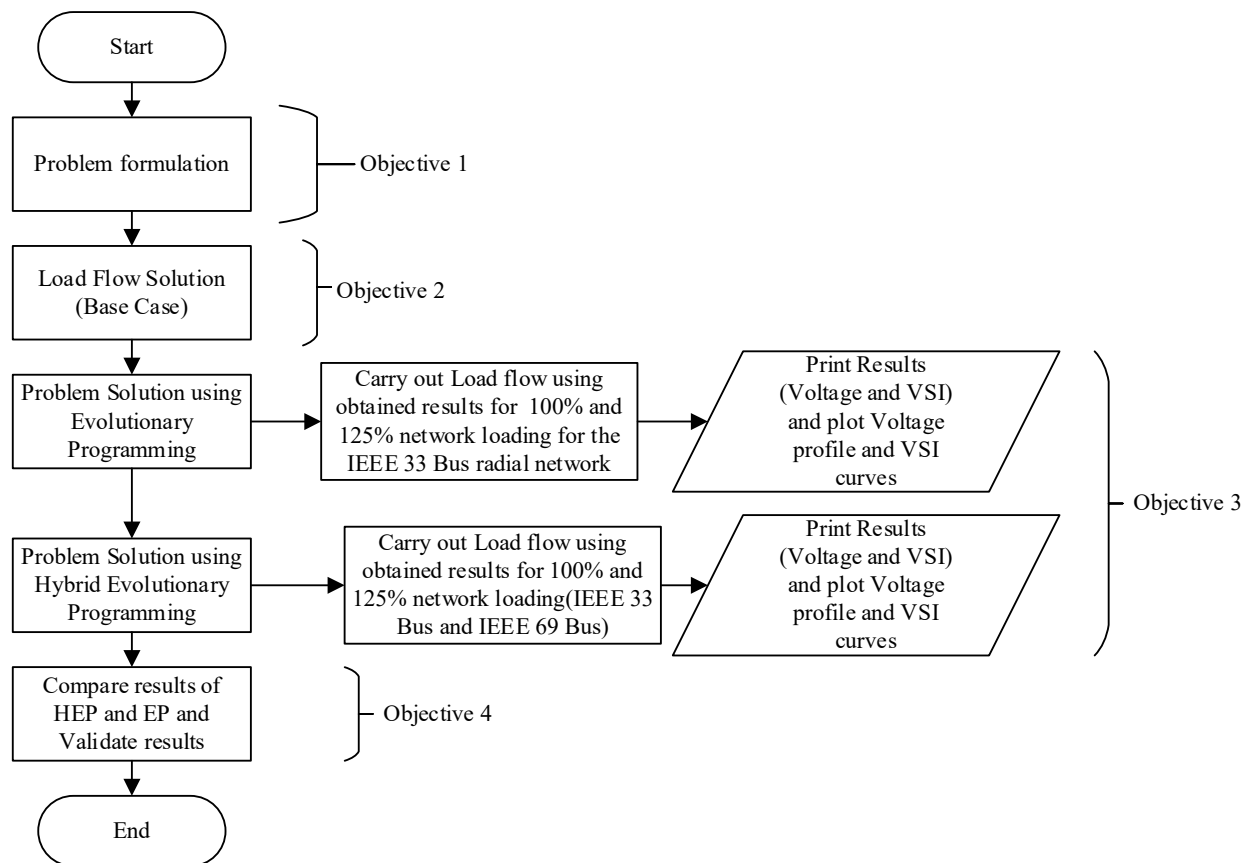 Start
Problem formulation
Objective 1
Load Flow Solution
(Base Case)
Objective 2
Problem Solution using
Evolutionary
Programming
Carry out Load flow using
obtained results for 100% and
125% network loading for the
IEEE 33 Bus radial network
Print Results
(Voltage and VSI)
and plot Voltage
profile and VSI
curves
Objective 3
Problem Solution using
Hybrid Evolutionary
Programming
Carry out Load flow using
obtained results for 100% and
125% network loading(IEEE 33
Bus and IEEE 69 Bus)
Print Results
(Voltage and VSI)
and plot Voltage
profile and VSI
curves
Compare results of
HEP and EP and
Validate results
Objective 4
End